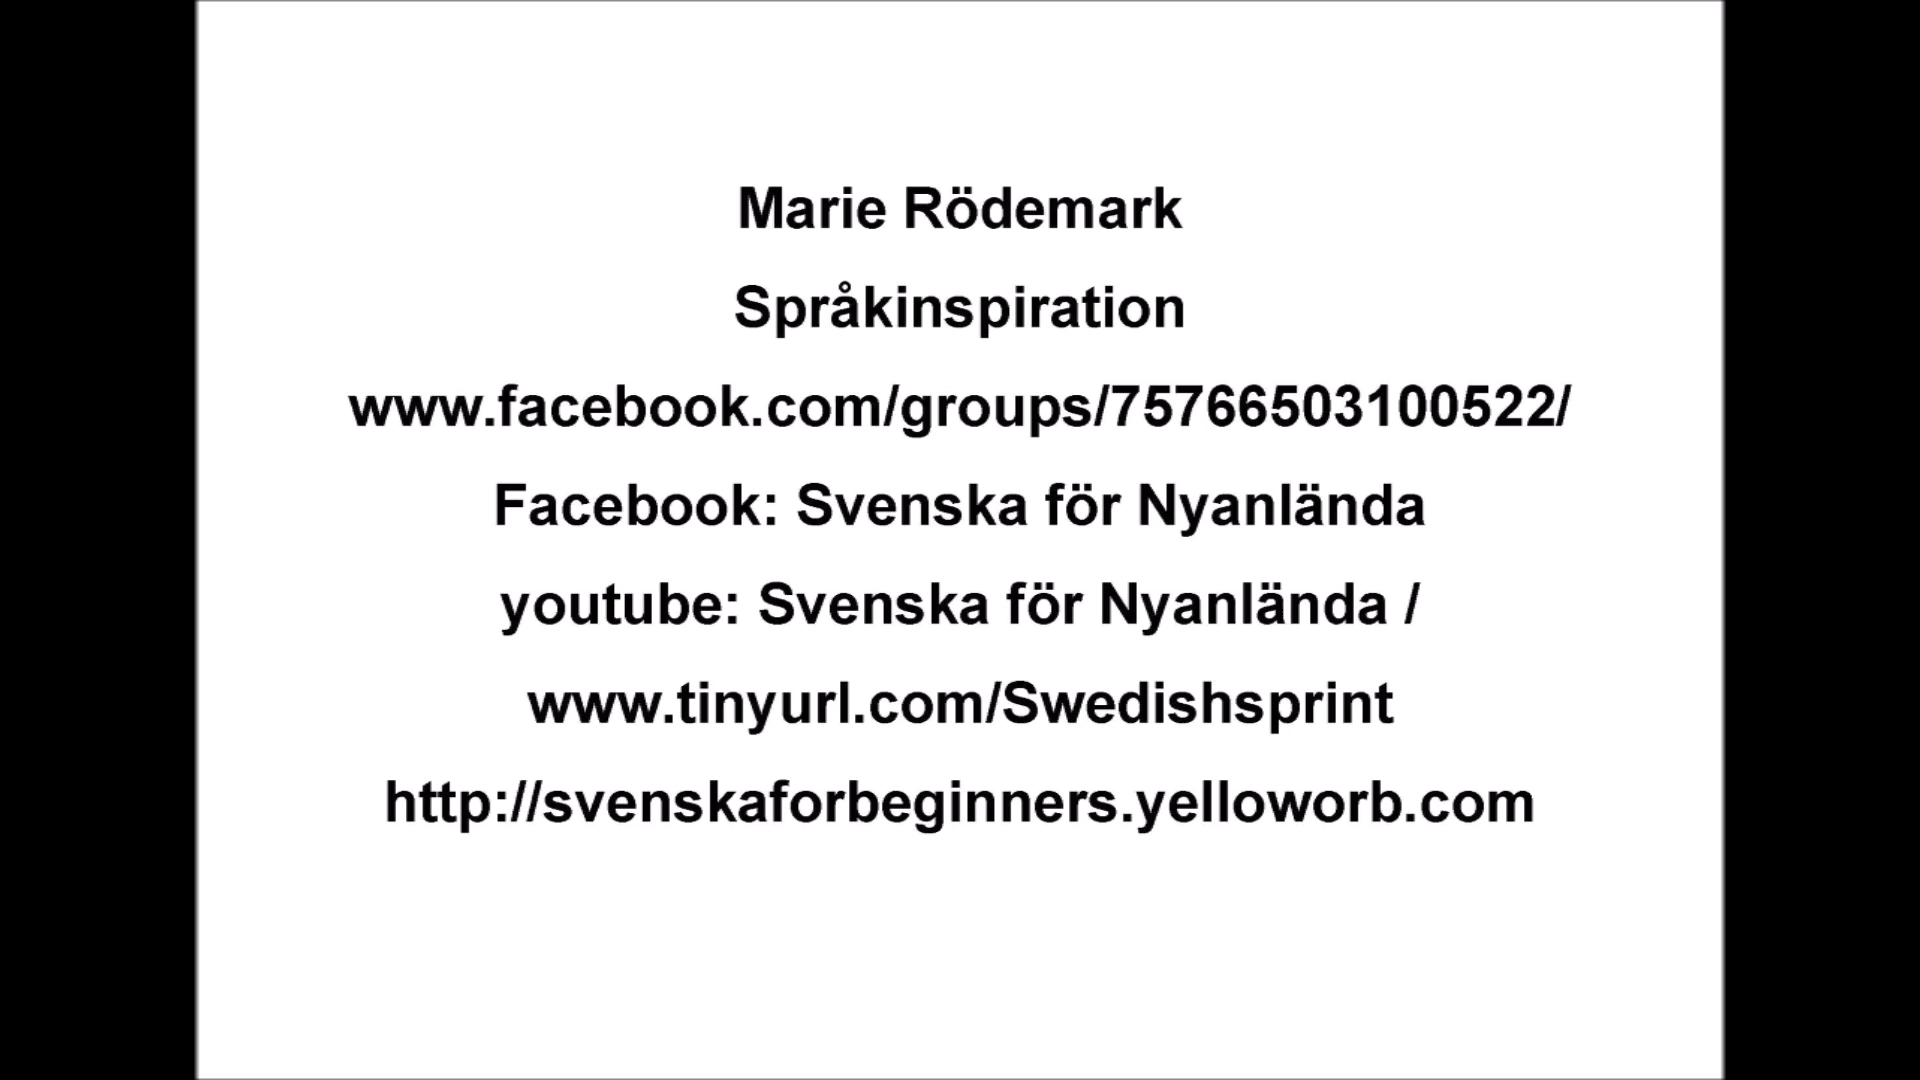 Marie Rödemark
Språkinspiration
www.facebook.com/groups/75766503100522/
Facebook: Svenska för Nyanlända
youtube: Svenska för Nyanlända /
www.tinyurl.com/Swedishsprint
http://svenskaforbeginners.yelloworb.com